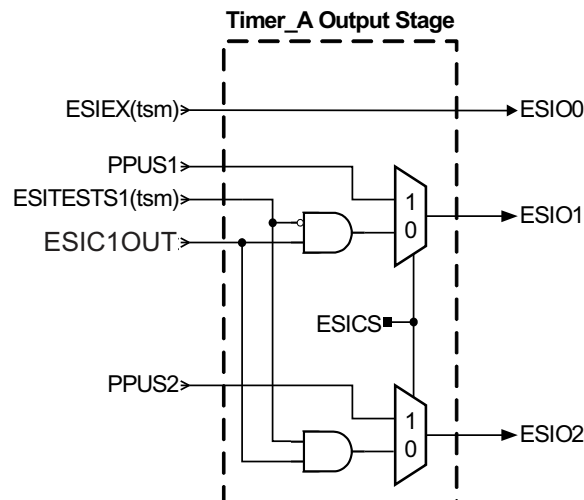 Timer_A Output Stage
ESIEX(tsm)
ESIO0
PPUS1
ESITESTS1(tsm)
1
ESIO1
ESIC1OUT
0
ESICS
PPUS2
1
ESIO2
0